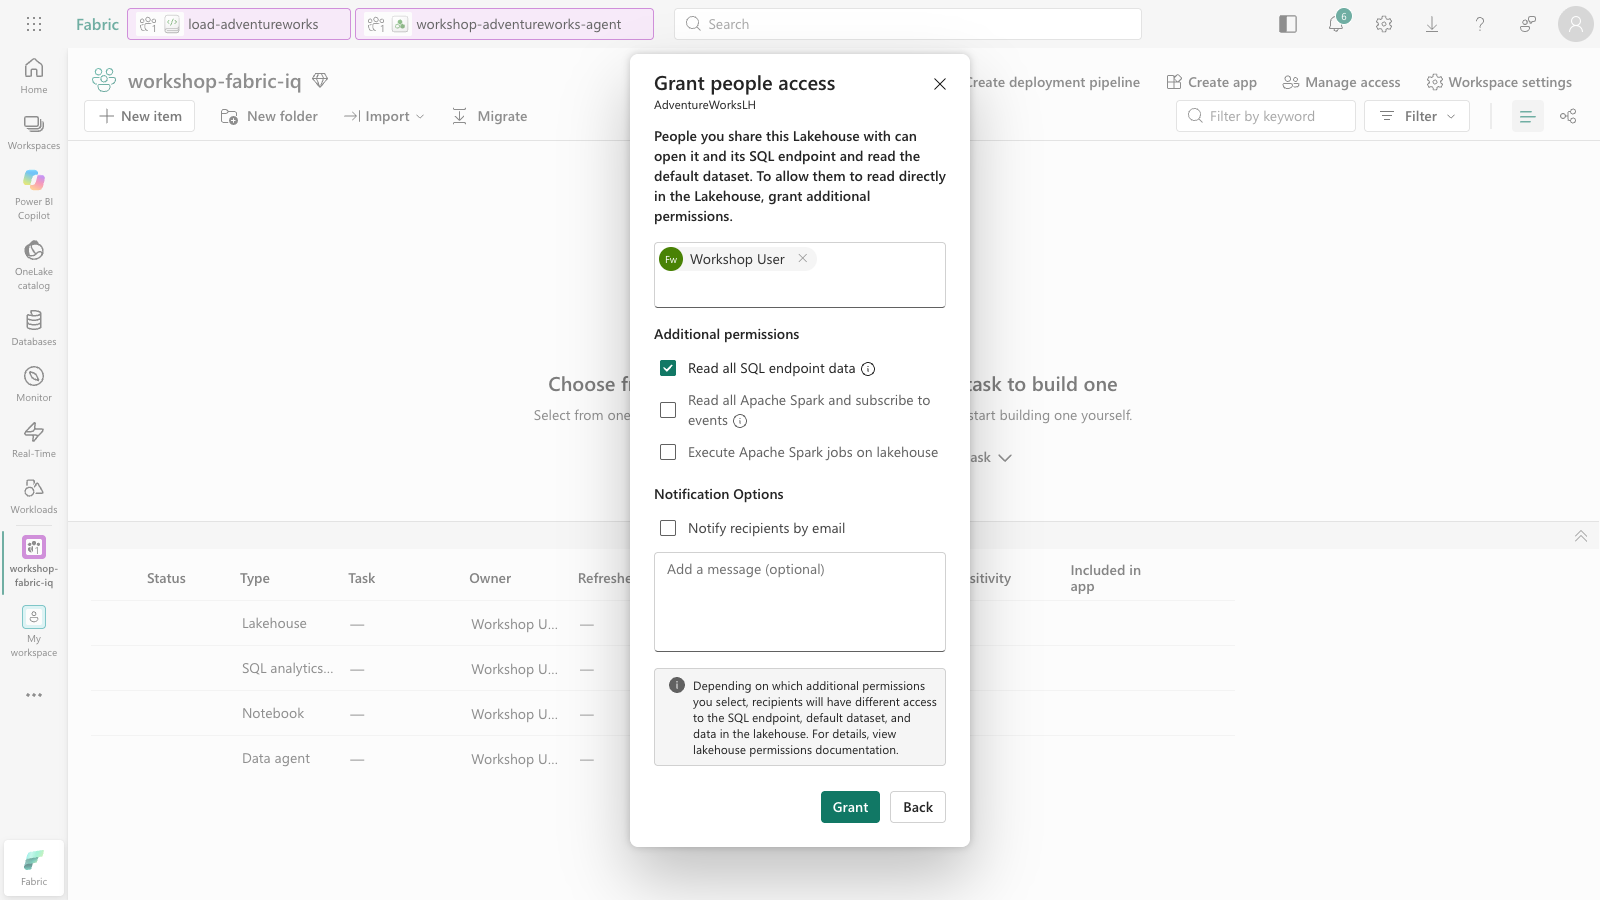 Fabric
load-adventureworks
workshop-adventureworks-agent
Search
6
Home
Workspaces
Power BI
Copilot
OneLake
catalog
Databases
Monitor
Real-Time
Workloads
workshop-
fabric-iq
My
workspace
Fabric
workshop-fabric-iq
Create deployment pipeline
Create app
Manage access
Workspace settings
New item
New folder
Import
Migrate
Filter by keyword
Filter
Choose f
task to build one
Select from one
start building one yourself.
ask
Grant people access
AdventureWorksLH
People you share this Lakehouse with can
open it and its SQL endpoint and read the
default dataset. To allow them to read directly
in the Lakehouse, grant additional
permissions.
Fw Workshop User
Additional permissions
Read all SQL endpoint data
Read all Apache Spark and subscribe to
events
Execute Apache Spark jobs on lakehouse
Notification Options
Notify recipients by email
Add a message (optional)
Depending on which additional permissions
you select, recipients will have different access
to the SQL endpoint, default dataset, and
data in the lakehouse. For details, view
lakehouse permissions documentation.
Grant
Back
Status Type Task Owner Refreshe sitivity Included in
app
Lakehouse — Workshop U... —
SQL analytics... — Workshop U... —
Notebook — Workshop U... —
Data agent — Workshop U... —